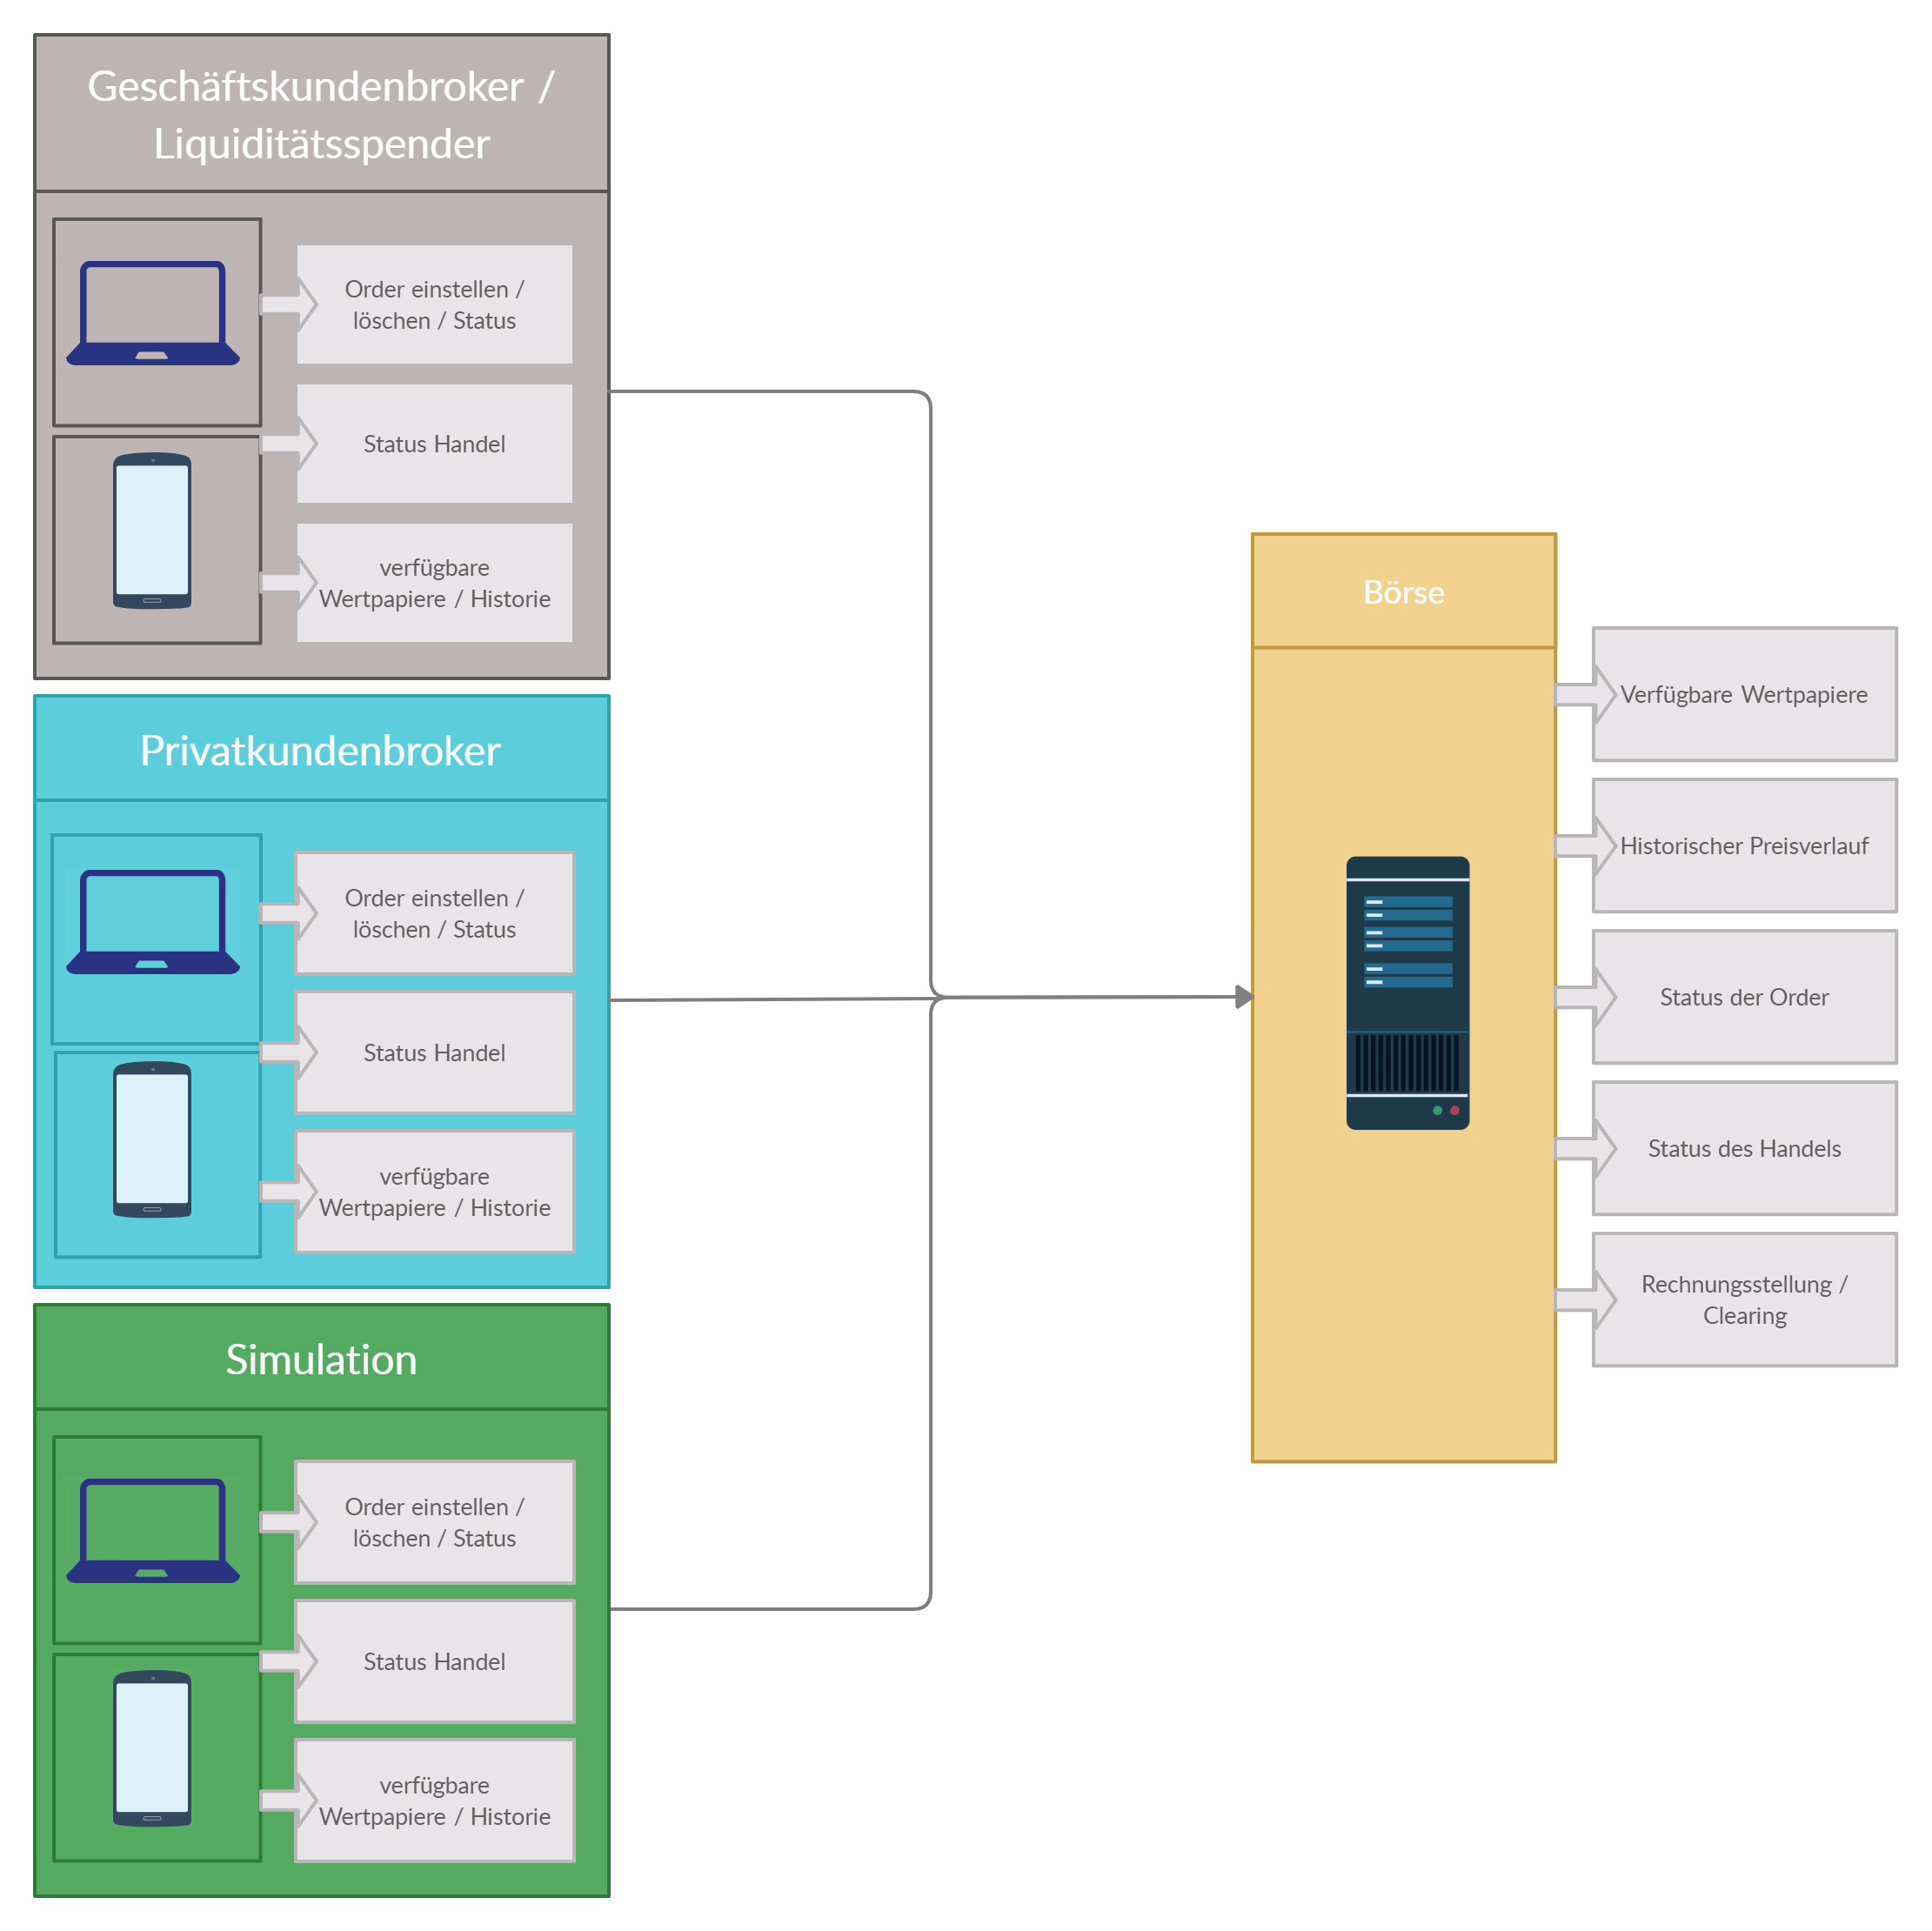 Geschäftskundenbroker /
Liquiditätsspender
Order einstellen /
löschen / Status
Status Handel
verfügbare
Wertpapiere / Historie
Privatkundenbroker
Order einstellen /
löschen / Status
Status Handel
verfügbare
Wertpapiere / Historie
Simulation
Order einstellen /
löschen / Status
Status Handel
verfügbare
Wertpapiere / Historie
Börse
Verfügbare Wertpapiere
Historischer Preisverlauf
Status der Order
Status des Handels
Rechnungsstellung /
Clearing